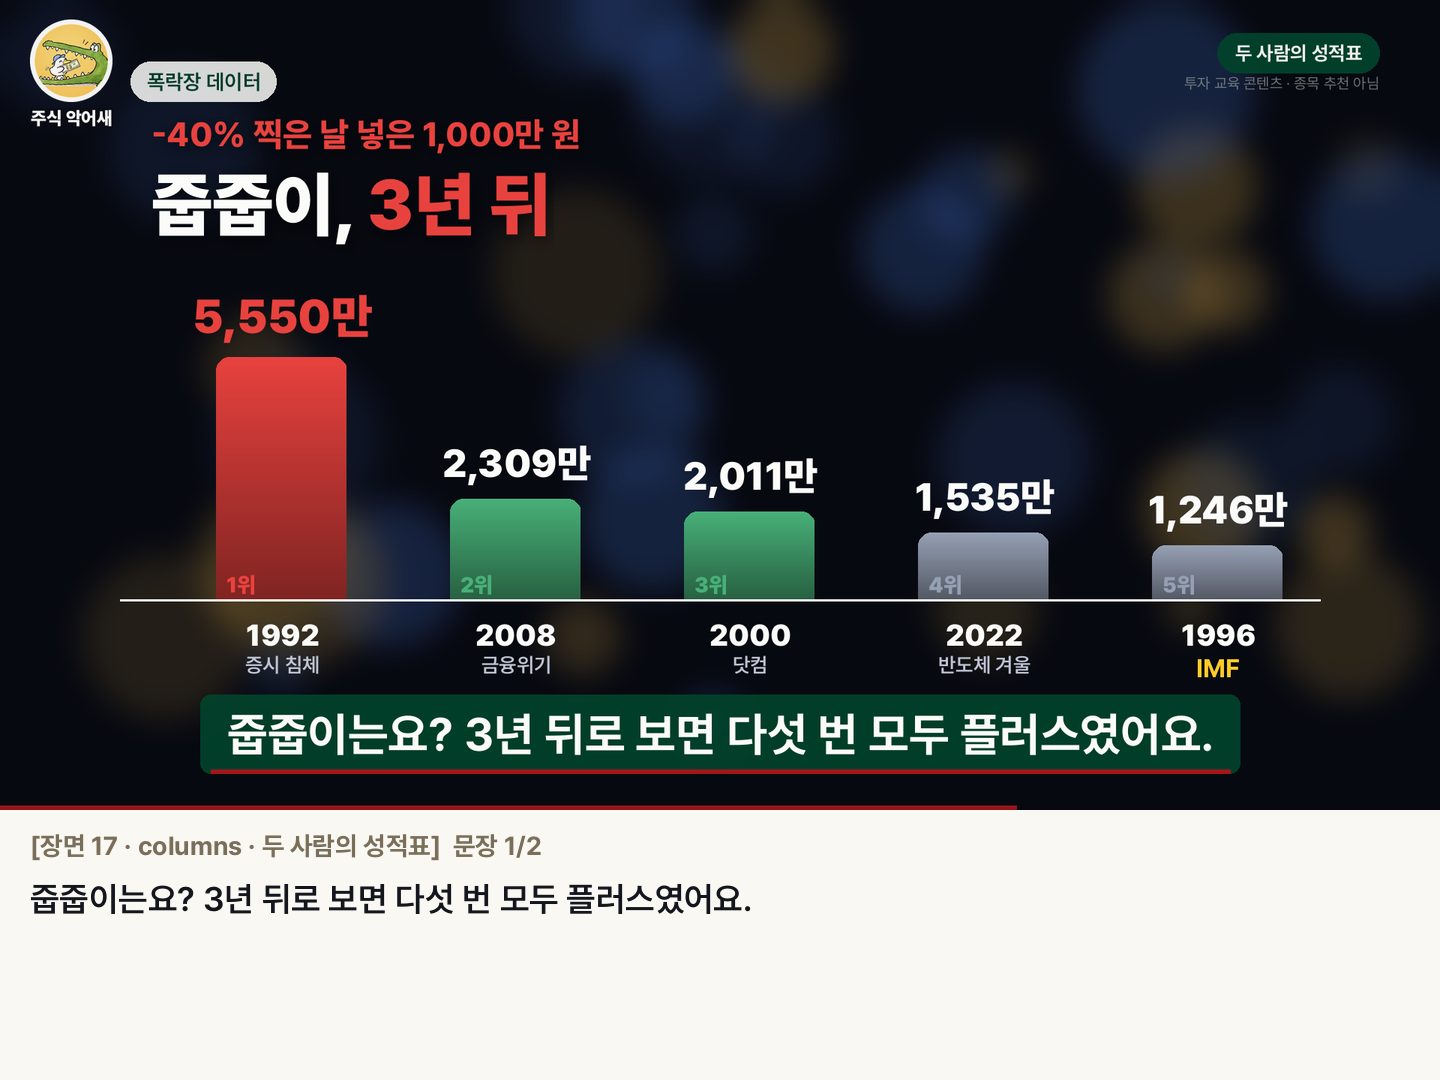 주식 악어새
폭락장 데이터
두 사람의 성적표
투자 교육 콘텐츠 · 종목 추천 아님
-40% 찍은 날 넣은 1,000만 원
줍줍이, 3년 뒤
5,550만
2,309만
2,011만
1,535만
1,246만
1위
2위
3위
4위
5위
1992
2008
2000
2022
1996
증시 침체
금융위기
닷컴
반도체 겨울
IMF
줍줍이는요? 3년 뒤로 보면 다섯 번 모두 플러스였어요.
[장면 17 · columns · 두 사람의 성적표] 문장 1/2
줍줍이는요? 3년 뒤로 보면 다섯 번 모두 플러스였어요.